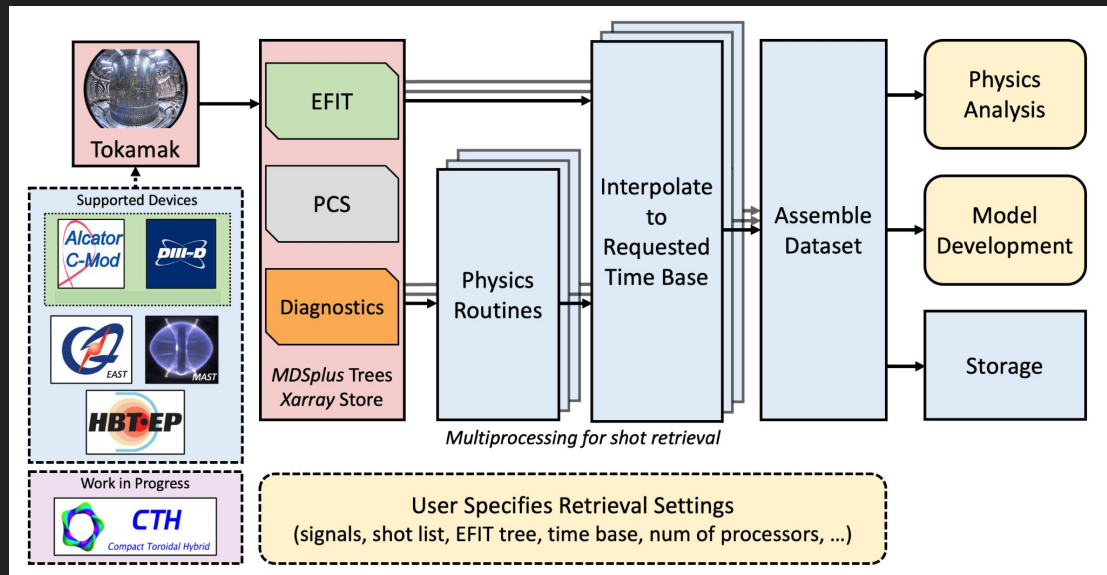 Tokamak
Supported Devices
Alcator
C-Mod
DIII-D
EAST
MAST
HBT-EP
Work in Progress
CTH
Compact Toroidal Hybrid
EFIT
PCS
Diagnostics
MDSplus Trees
Xarray Store
Physics
Routines
Interpolate
to
Requested
Time Base
Multiprocessing for shot retrieval
Assemble
Dataset
Physics
Analysis
Model
Development
Storage
User Specifies Retrieval Settings
(signals, shot list, EFIT tree, time base, num of processors, ...)